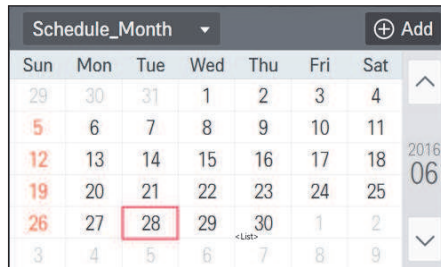 Schedule_Month Add
Sun Mon Tue Wed Thu Fri Sat
29 30 31 1 2 3 4
5 6 7 8 9 10 11
12 13 14 15 16 17 18
2016
06
19 20 21 22 23 24 25
26 27 28 29 30 1 2
<List>
3 4 5 6 7 8 9